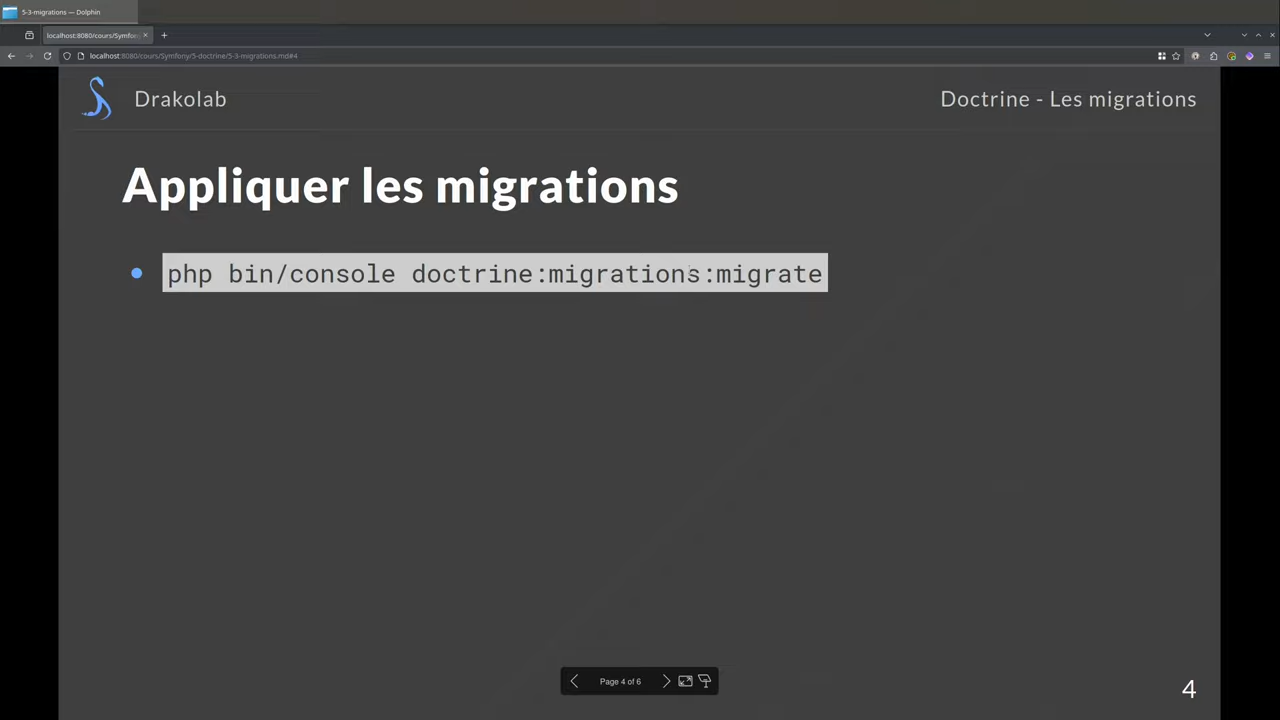 5-3-migrations — Dolphin
localhost:8080/cours/Symfon
localhost:8080/cours/Symfony/5-doctrine/5-3-migrations.md#4
Drakolab
Doctrine - Les migrations
Appliquer les migrations
php bin/console doctrine:migrations:migrate
Page 4 of 6
4